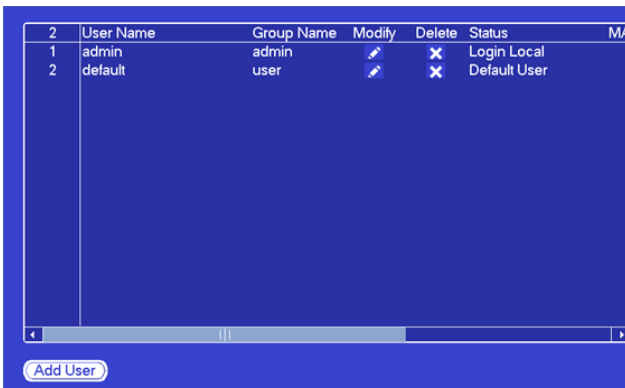 2 User Name Group Name Modify Delete Status MA
1 admin admin Login Local
2 default user Default User
Add User